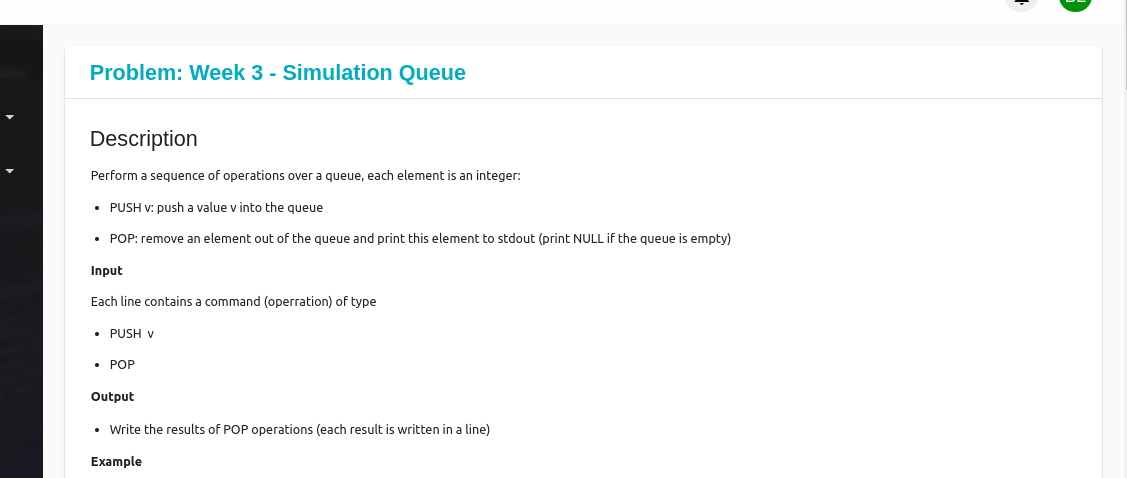 Problem: Week 3 - Simulation Queue
Description
Perform a sequence of operations over a queue, each element is an integer:
• PUSH v: push a value v into the queue
• POP: remove an element out of the queue and print this element to stdout (print NULL if the queue is empty)
Input
Each line contains a command (operration) of type
• PUSH  v
• POP
Output
• Write the results of POP operations (each result is written in a line)
Example